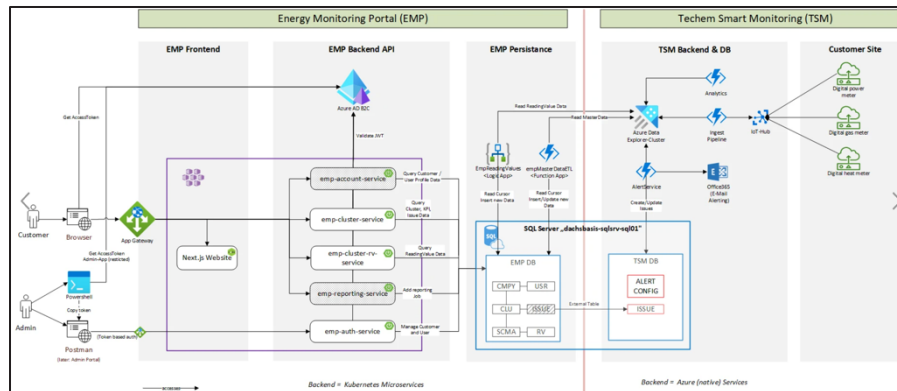 Energy Monitoring Portal (EMP)
Techem Smart Monitoring (TSM)
EMP Frontend
EMP Backend API
EMP Persistance
TSM Backend & DB
Customer Site
Azure AD B2C
Get AccessToken
Validate JWT
Read ReadingValue Data
Read MasterData
Analytics
Azure Data
Explorer-Cluster
Ingest
Pipeline
IoT-Hub
Digital power
meter
Digital gas meter
Digital heat meter
EmpReadingValues
<Logic App>
empMasterDataETL
<Function App>
AlertService
Office365
(E-Mail
Alerting)
emp-account-service
Query Customer /
User Profile Data
Read Cursor
Insert new Data
Read Cursor
Insert/Update new
Data
Create/Update
Issues
Customer
Browser
App Gateway
Next.js Website
emp-cluster-service
Query
Cluster, KPI,
Issue Data
emp-cluster-rv-
service
Query
ReadingValue Data
emp-reporting-service
Add reporting
Job
emp-auth-service
Manage Customer
and User
SQL Server „dachsbasis-sqlsrv-sql01"
EMP DB
CMPY
USR
CLU
ISSUE
SCMA
RV
External Table
TSM DB
ALERT
CONFIG
ISSUE
Get AccessToken
Admin-App (restricted)
Powershell
Copy token
Admin
Postman
(later: Admin Portal)
(Token based auth)
Backend = Kubernetes Microservices
Backend = Azure (native) Services